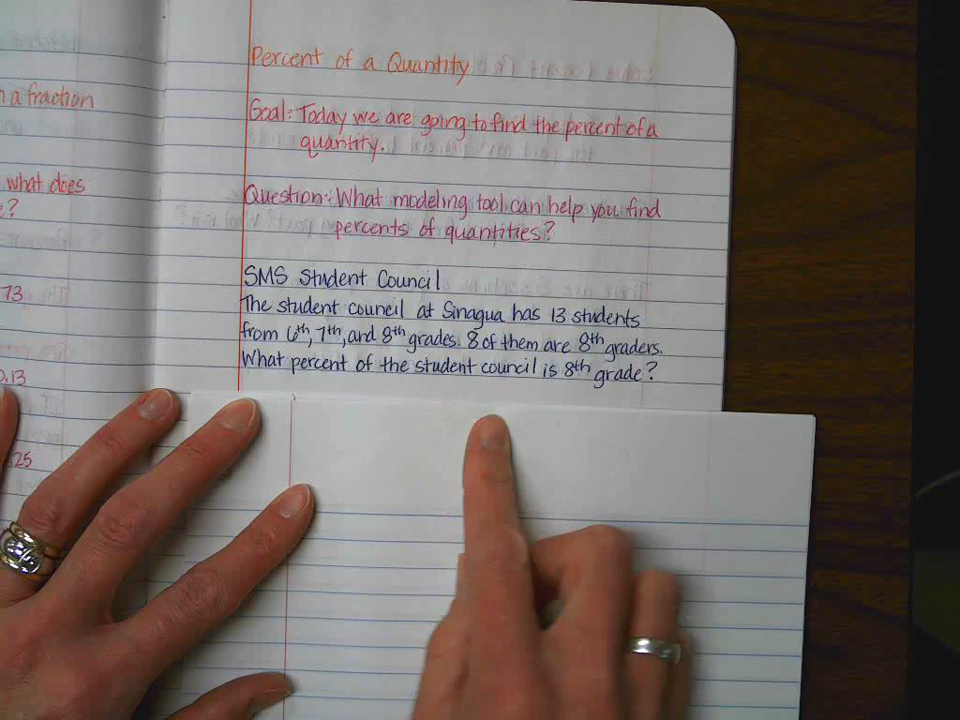 n a fraction
what does
e?
73
0.13
.25
Percent of a Quantity
Goal: Today we are going to find the percent of a
quantity.
Question: What modeling tool can help you find
percents of quantities?
SMS Student Council
The student council at Sinagua has 13 students
from 6th, 7th, and 8th grades. 8 of them are 8th graders.
What percent of the student council is 8th grade?